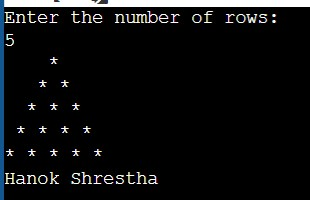 Enter the number of rows:
5
    *
   * *
  * * *
 * * * *
* * * * *
Hanok Shrestha